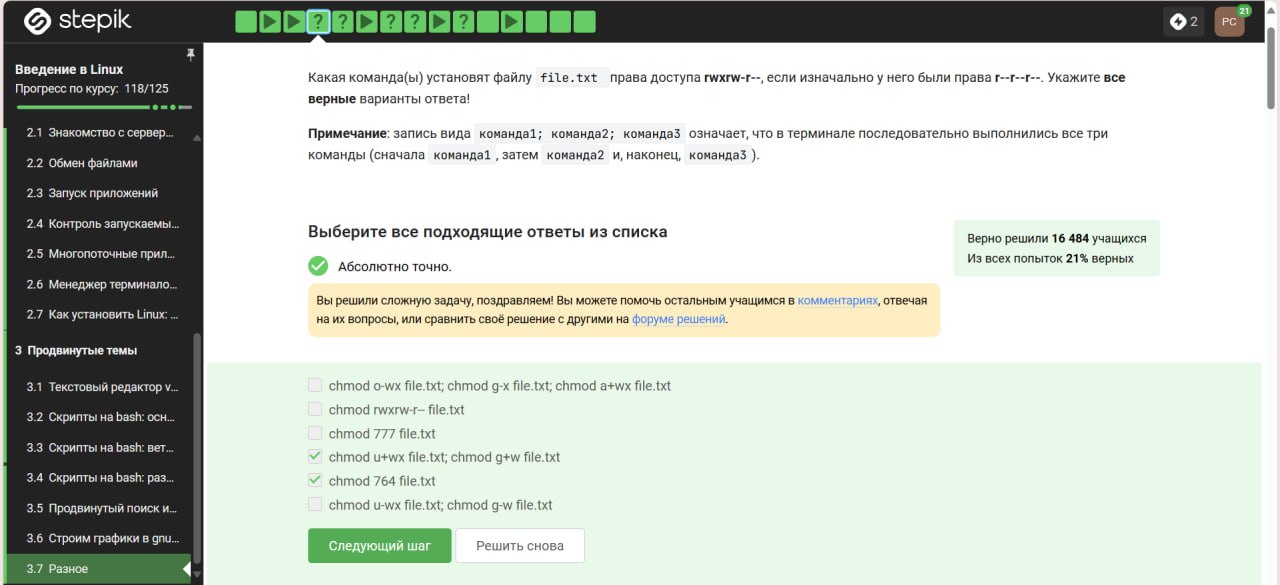 stepik
2
PC
21
Введение в Linux
Прогресс по курсу: 118/125
2.1 Знакомство с сервер...
2.2 Обмен файлами
2.3 Запуск приложений
2.4 Контроль запускаемы...
2.5 Многопоточные прил...
2.6 Менеджер терминало...
2.7 Как установить Linux: ...
3 Продвинутые темы
3.1 Текстовый редактор v...
3.2 Скрипты на bash: осн...
3.3 Скрипты на bash: вет...
3.4 Скрипты на bash: раз...
3.5 Продвинутый поиск и...
3.6 Строим графики в gnu...
3.7 Разное
Какая команда(ы) установят файлу file.txt права доступа rwxrw-r--, если изначально у него были права r--r--r--. Укажите все
верные варианты ответа!
Примечание: запись вида команда1; команда2; команда3 означает, что в терминале последовательно выполнились все три
команды (сначала команда1, затем команда2 и, наконец, команда3).
Выберите все подходящие ответы из списка
Верно решили 16 484 учащихся
Из всех попыток 21% верных
Абсолютно точно.
Вы решили сложную задачу, поздравляем! Вы можете помочь остальным учащимся в комментариях, отвечая
на их вопросы, или сравнить своё решение с другими на форуме решений.
chmod o-wx file.txt; chmod g-x file.txt; chmod a+wx file.txt
chmod rwxrw-r-- file.txt
chmod 777 file.txt
chmod u+wx file.txt; chmod g+w file.txt
chmod 764 file.txt
chmod u-wx file.txt; chmod g-w file.txt
Следующий шаг
Решить снова